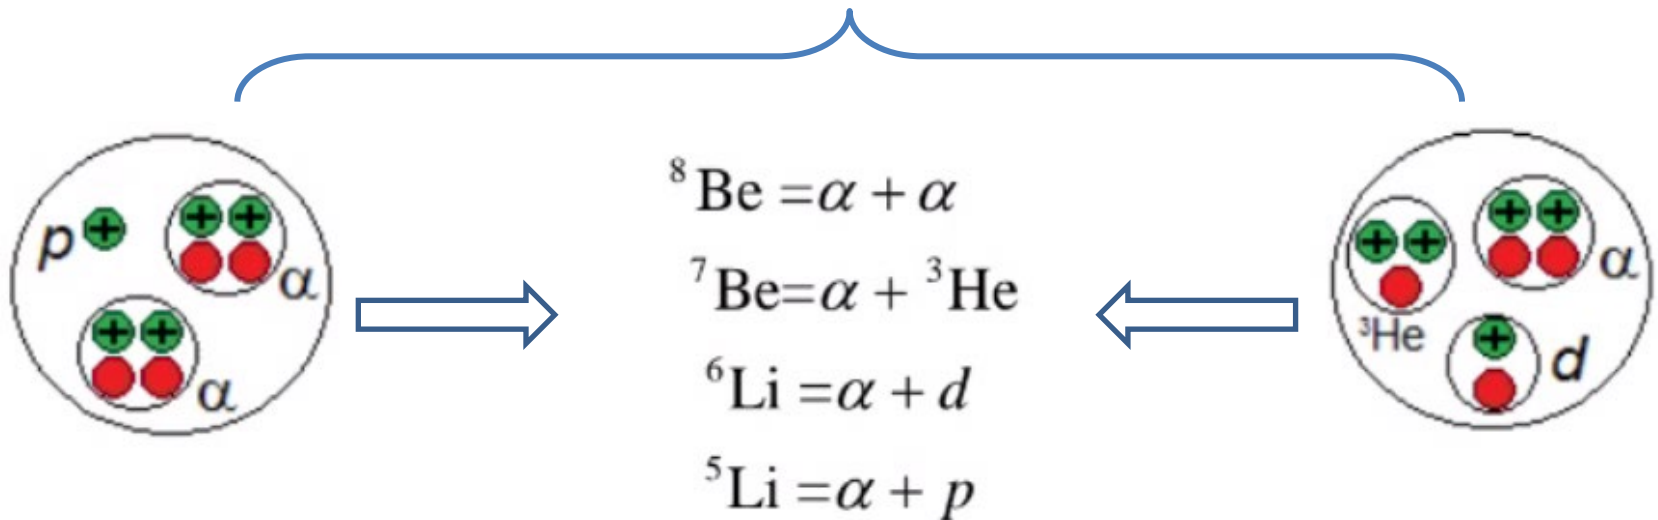 p
α
α
⁸Be =α + α
⁷Be=α + ³He
⁶Li =α + d
⁵Li =α + p
α
³He
d